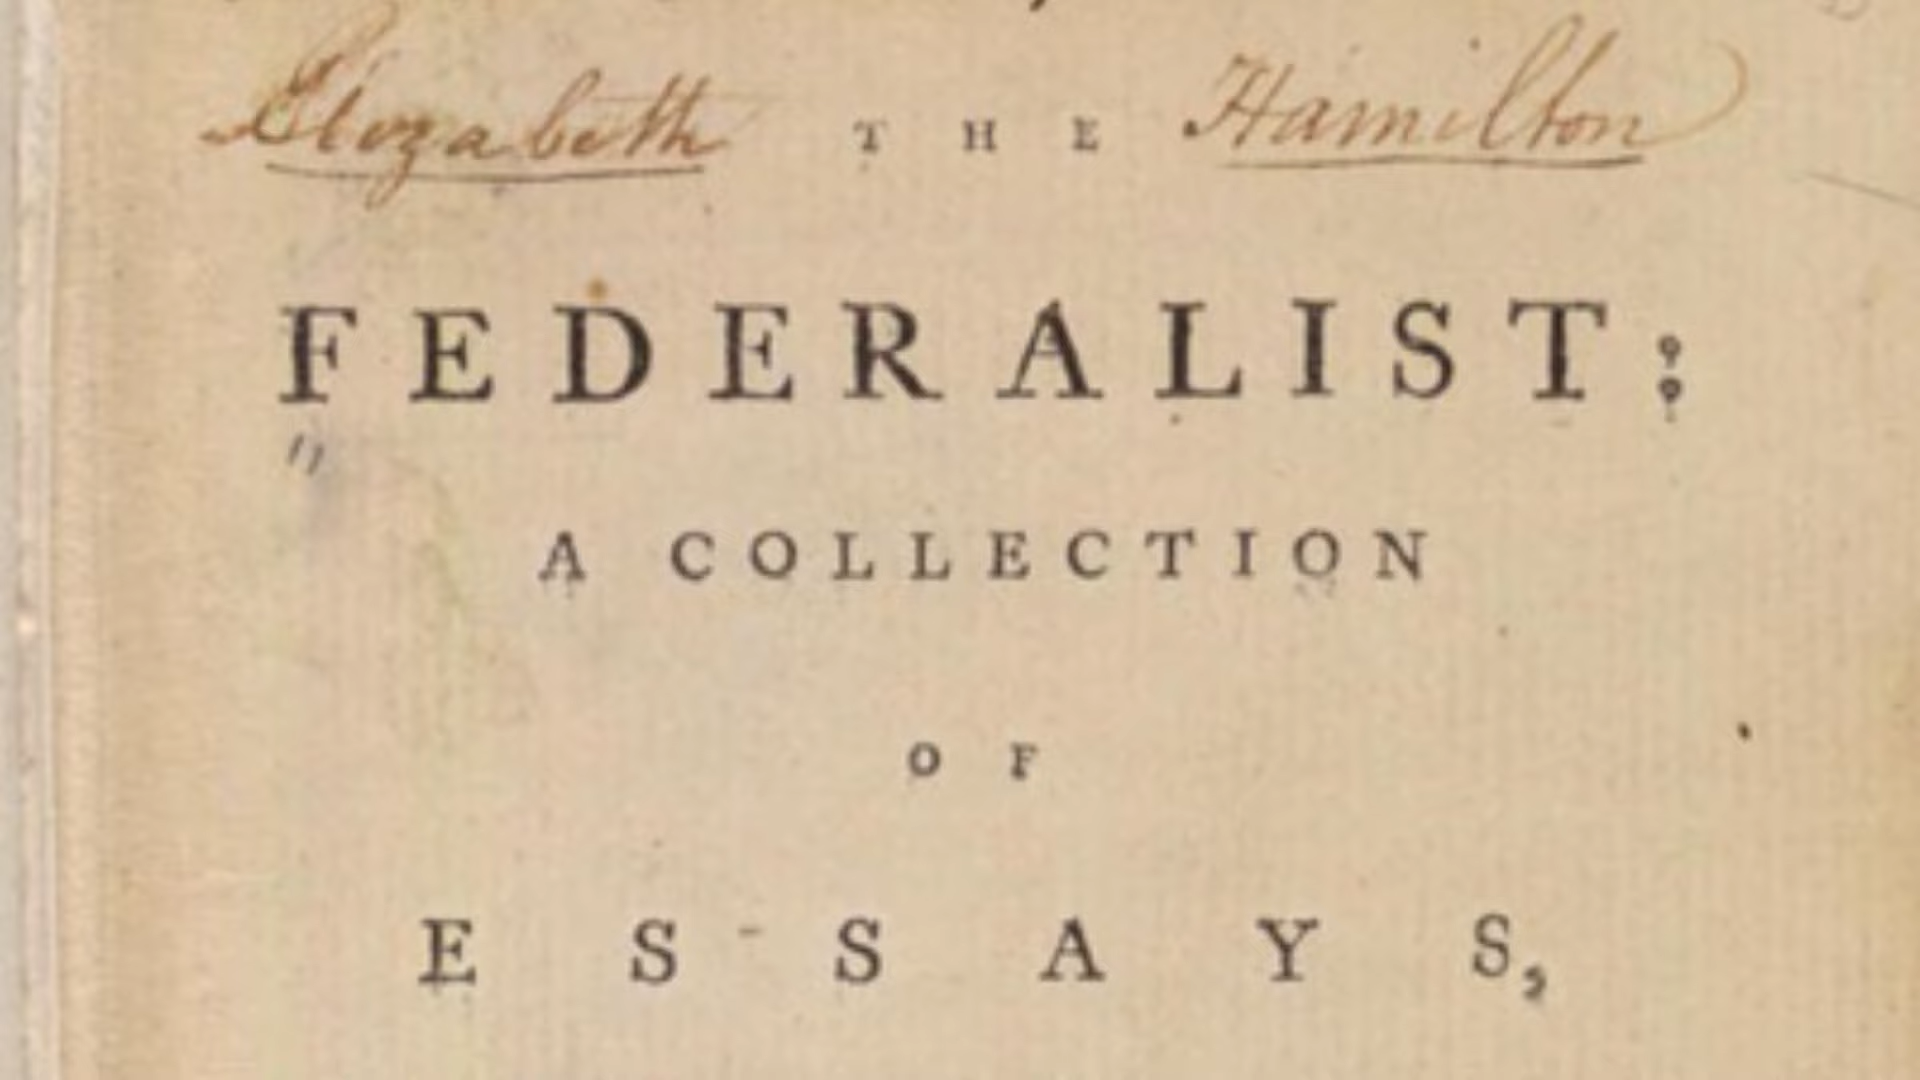 Elizabeth THE Hamilton
FEDERALIST:
A COLLECTION
OF
ESSAYS,